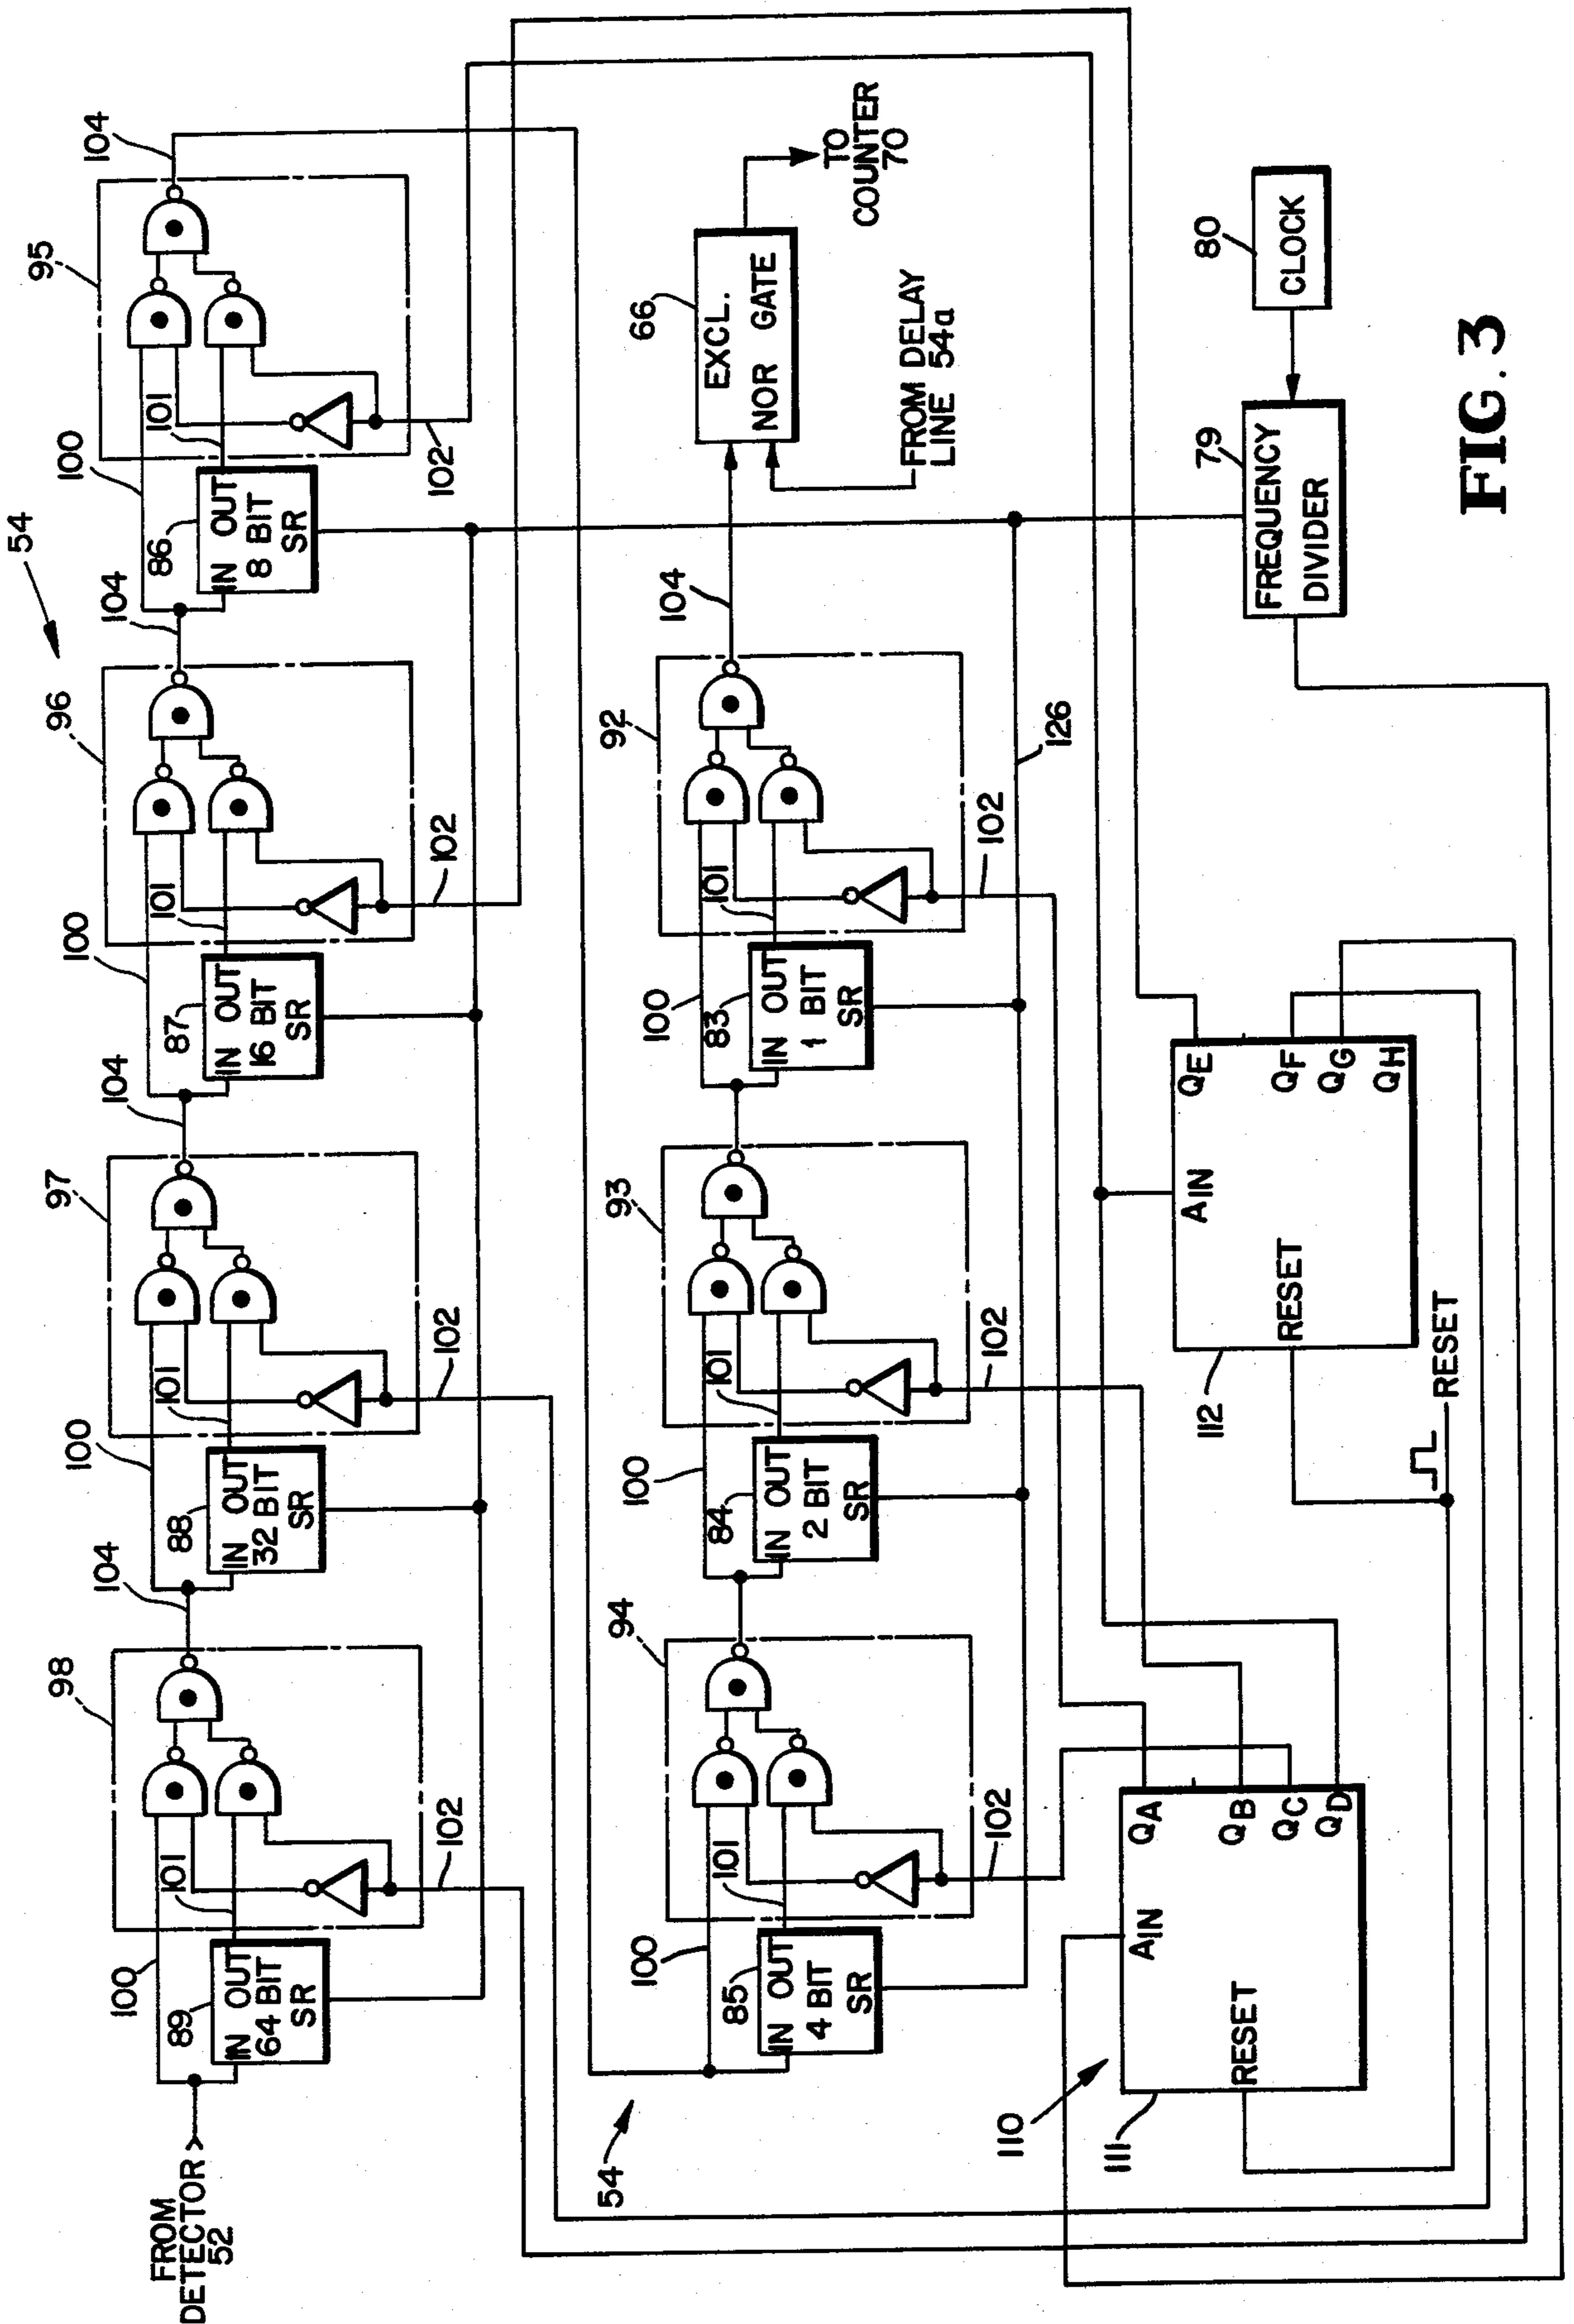 54
98
97
96
95
104
104
104
104
100
100
100
100
101
101
101
101
89
88
87
86
IN OUT
64 BIT
SR
IN OUT
32 BIT
SR
IN OUT
16 BIT
SR
IN OUT
8 BIT
SR
102
102
102
102
FROM
DETECTOR
52
54
94
93
92
104
66
EXCL.
NOR GATE
TO
COUNTER
70
FROM DELAY
LINE 54a
100
100
100
101
101
101
85
84
83
IN OUT
4 BIT
SR
IN OUT
2 BIT
SR
IN OUT
1 BIT
SR
102
102
102
126
110
111
AIN
RESET
QA
QB
QC
QD
112
AIN
RESET
QE
QF
QG
QH
RESET
79
FREQUENCY
DIVIDER
80
CLOCK
FIG. 3